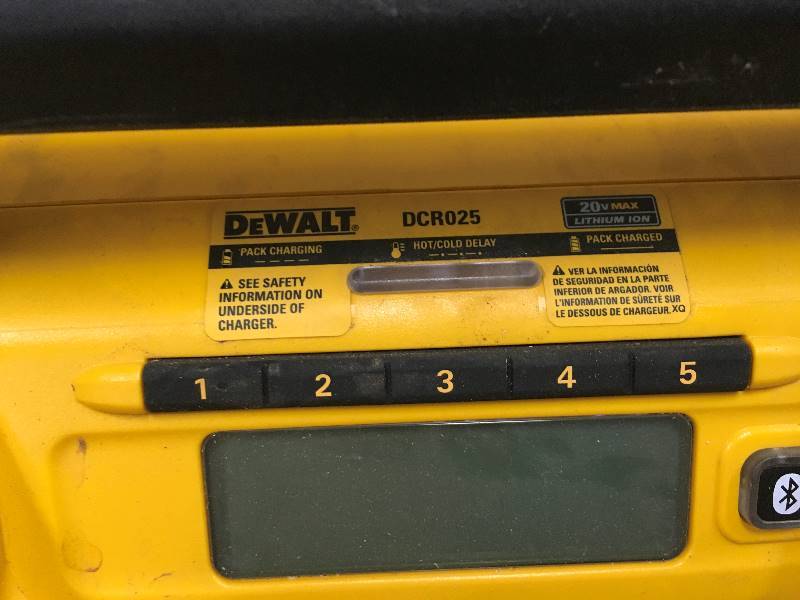 DEWALT® DCR025 20V MAX
LITHIUM ION
PACK CHARGING HOT/COLD DELAY PACK CHARGED
SEE SAFETY
INFORMATION ON
UNDERSIDE OF
CHARGER.
VER LA INFORMACIÓN
DE SEGURIDAD EN LA PARTE
INFERIOR DE ARGADOR. VOIR
L'INFORMATION DE SÛRETÉ SUR
LE DESSOUS DE CHARGEUR. XQ
1 2 3 4 5